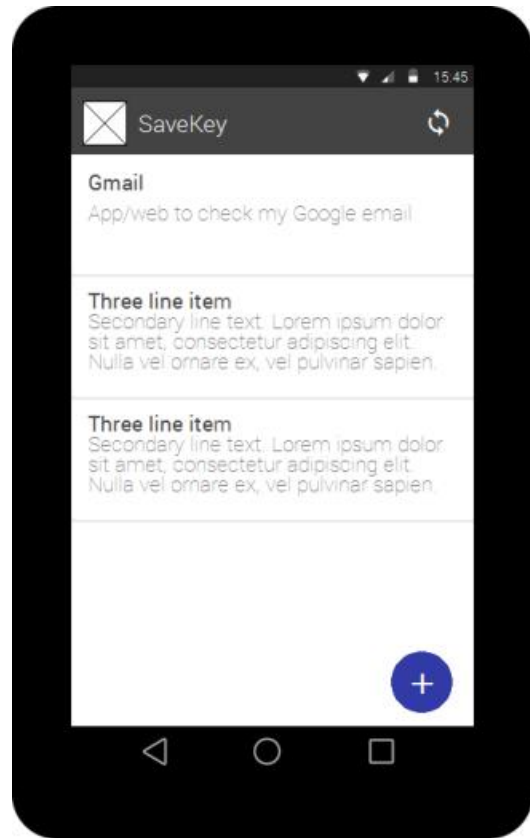 15:45
SaveKey
Gmail
App/web to check my Google email
Three line item
Secondary line text. Lorem ipsum dolor
sit amet, consectetur adipiscing elit.
Nulla vel ornare ex, vel pulvinar sapien.
Three line item
Secondary line text. Lorem ipsum dolor
sit amet, consectetur adipiscing elit.
Nulla vel ornare ex, vel pulvinar sapien.